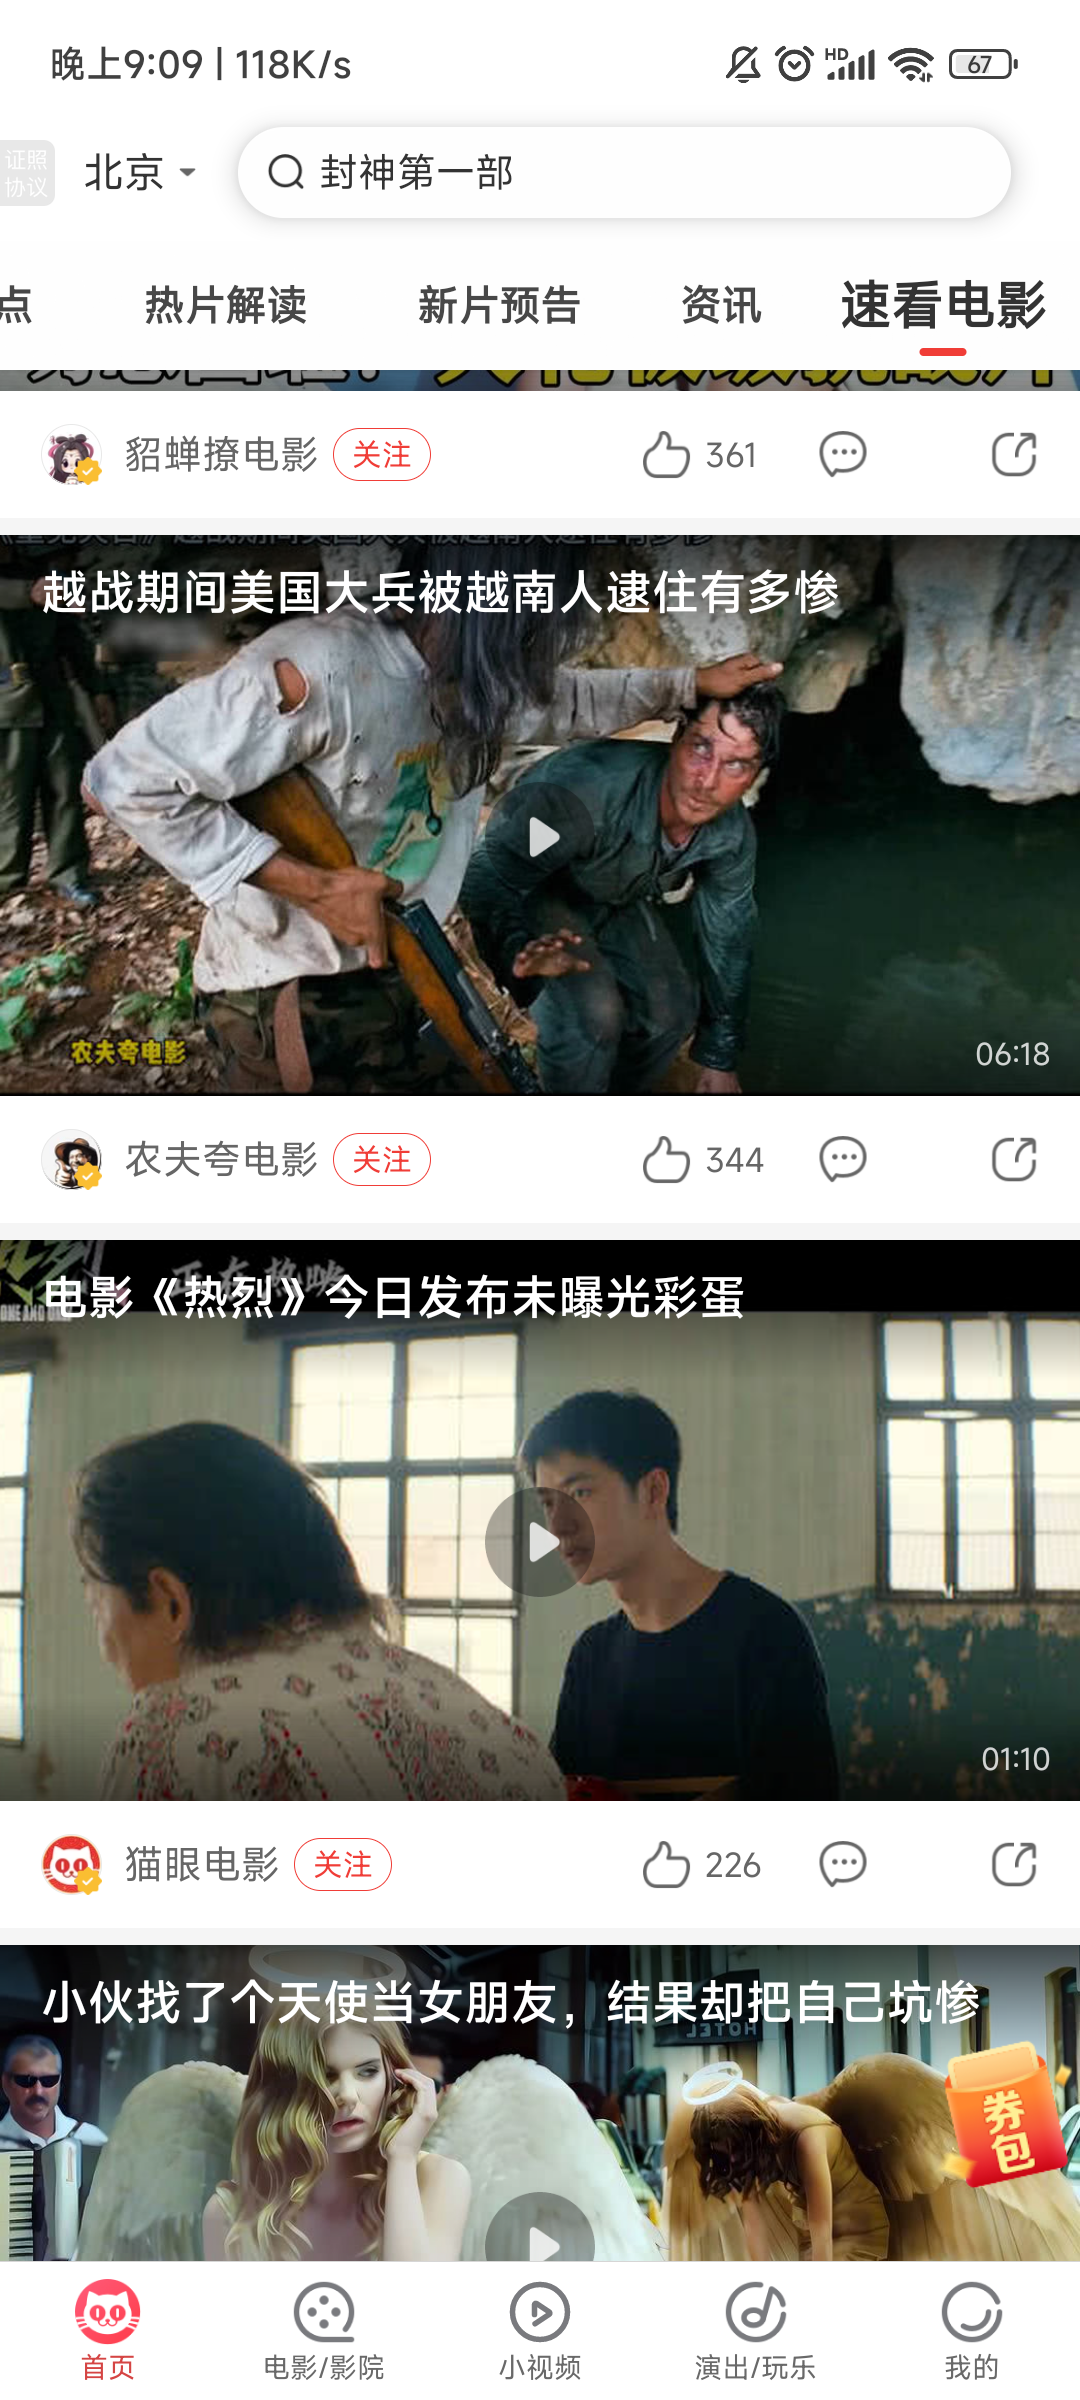 晚上9:09 | 118K/s
HD
67
证照
协议
北京
封神第一部
点
热片解读
新片预告
资讯
速看电影
貂蝉撩电影
关注
361
越战期间美国大兵被越南人逮住有多惨
农夫夸电影
06:18
农夫夸电影
关注
344
正在热映
电影《热烈》今日发布未曝光彩蛋
01:10
猫眼电影
关注
226
小伙找了个天使当女朋友，结果却把自己坑惨
HOTEL
券
包
首页
电影/影院
小视频
演出/玩乐
我的